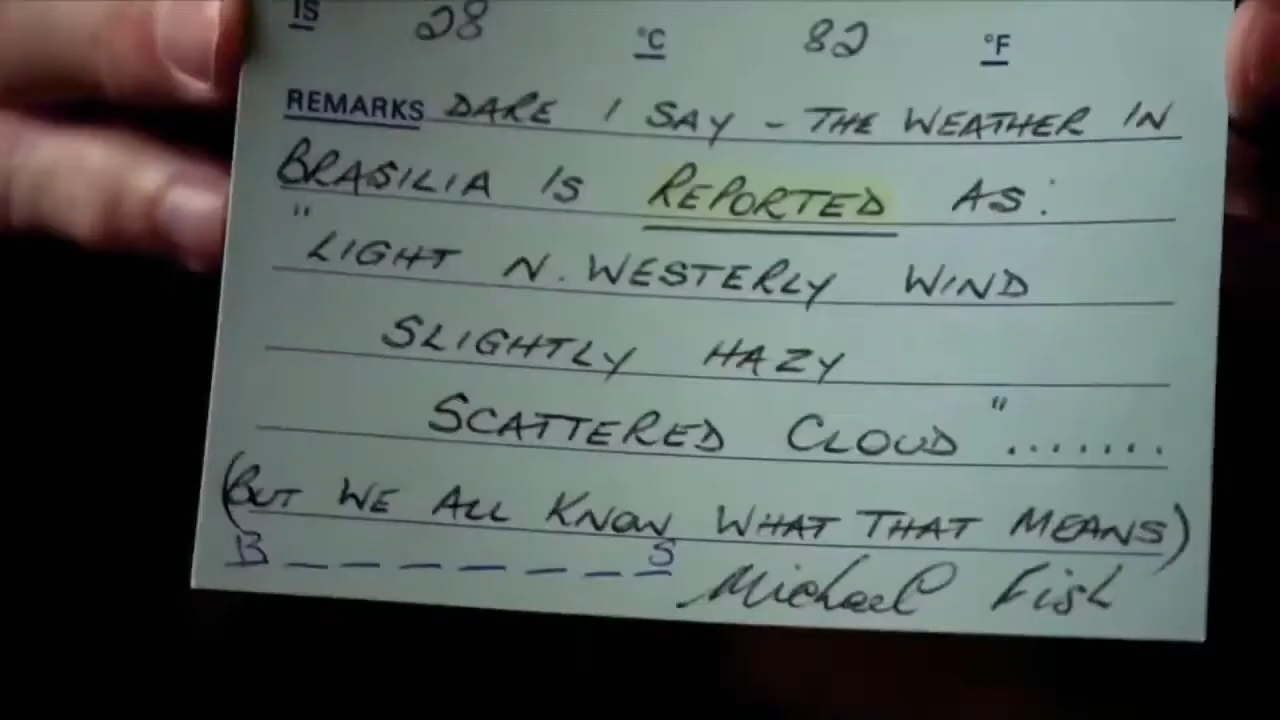 IS 28 °C 82 °F
REMARKS DARE I SAY - THE WEATHER IN
BRASILIA IS REPORTED AS:
"LIGHT N. WESTERLY WIND
SLIGHTLY HAZY
SCATTERED CLOUD".......
(BUT WE ALL KNOW WHAT THAT MEANS)
B _ _ _ _ _ _ S Michael Fish